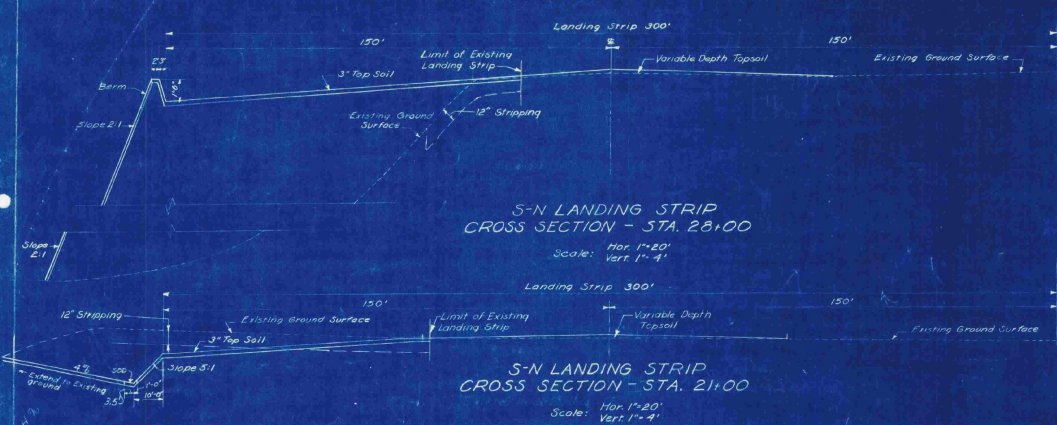 Landing Strip 300'
150'
150'
Limit of Existing
Landing Strip
Variable Depth Topsoil
Existing Ground Surface
3" Top Soil
Berm
1'6"
Slope 2:1
Existing Ground
Surface
12" Stripping
S-N LANDING STRIP
CROSS SECTION - STA. 28+00
Scale: Hor. 1"=20'
Vert. 1"=4'
Slope
2:1
Landing Strip 300'
150'
150'
12" Stripping
Existing Ground Surface
Limit of Existing
Landing Strip
Variable Depth
Topsoil
Existing Ground Surface
3" Top Soil
Slope 5:1
4%
SOD
Extend to Existing
ground
1'-0"
10'-0"
3.5'
S-N LANDING STRIP
CROSS SECTION - STA. 21+00
Scale: Hor. 1"=20'
Vert. 1"=4'